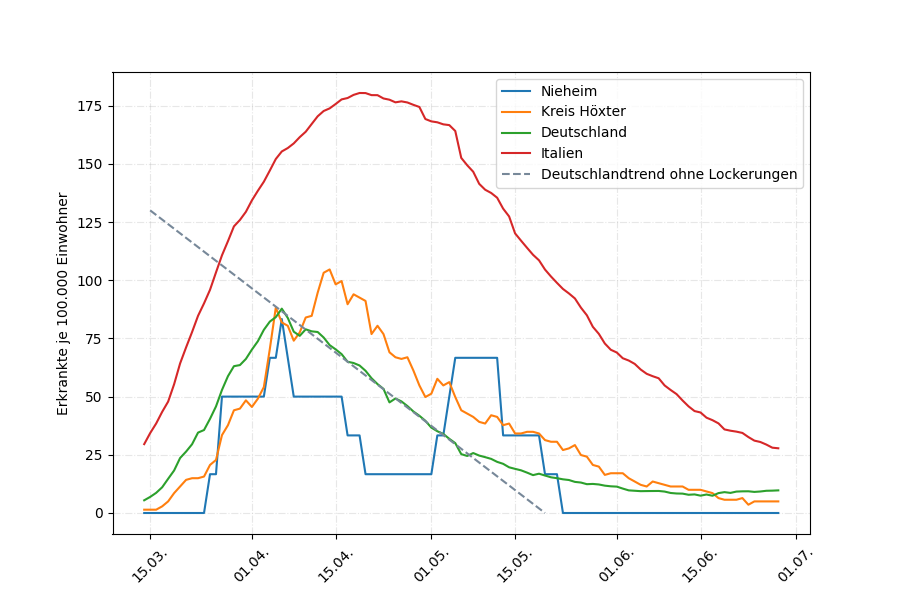 Erkrankte je 100.000 Einwohner
175
150
125
100
75
50
25
0
Nieheim
Kreis Höxter
Deutschland
Italien
Deutschlandtrend ohne Lockerungen
15.03.
01.04.
15.04.
01.05.
15.05.
01.06.
15.06.
01.07.